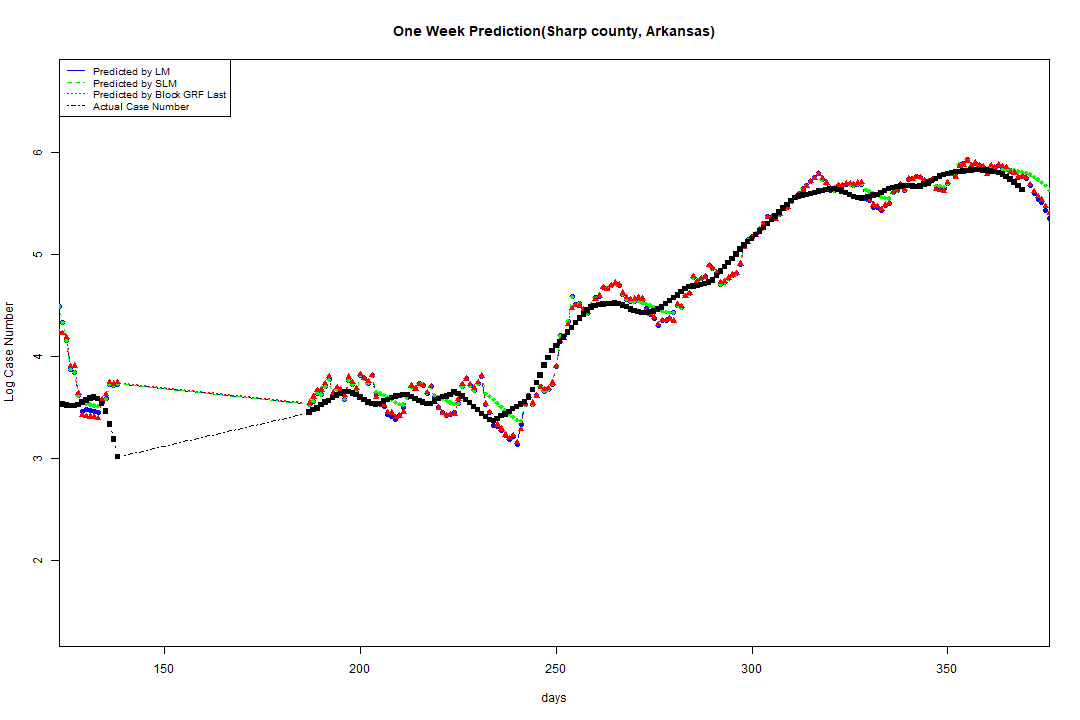 One Week Prediction(Sharp county, Arkansas)
Predicted by LM
Predicted by SLM
Predicted by Block GRF Last
Actual Case Number
6
5
4
3
2
Log Case Number
150 200 250 300 350
days